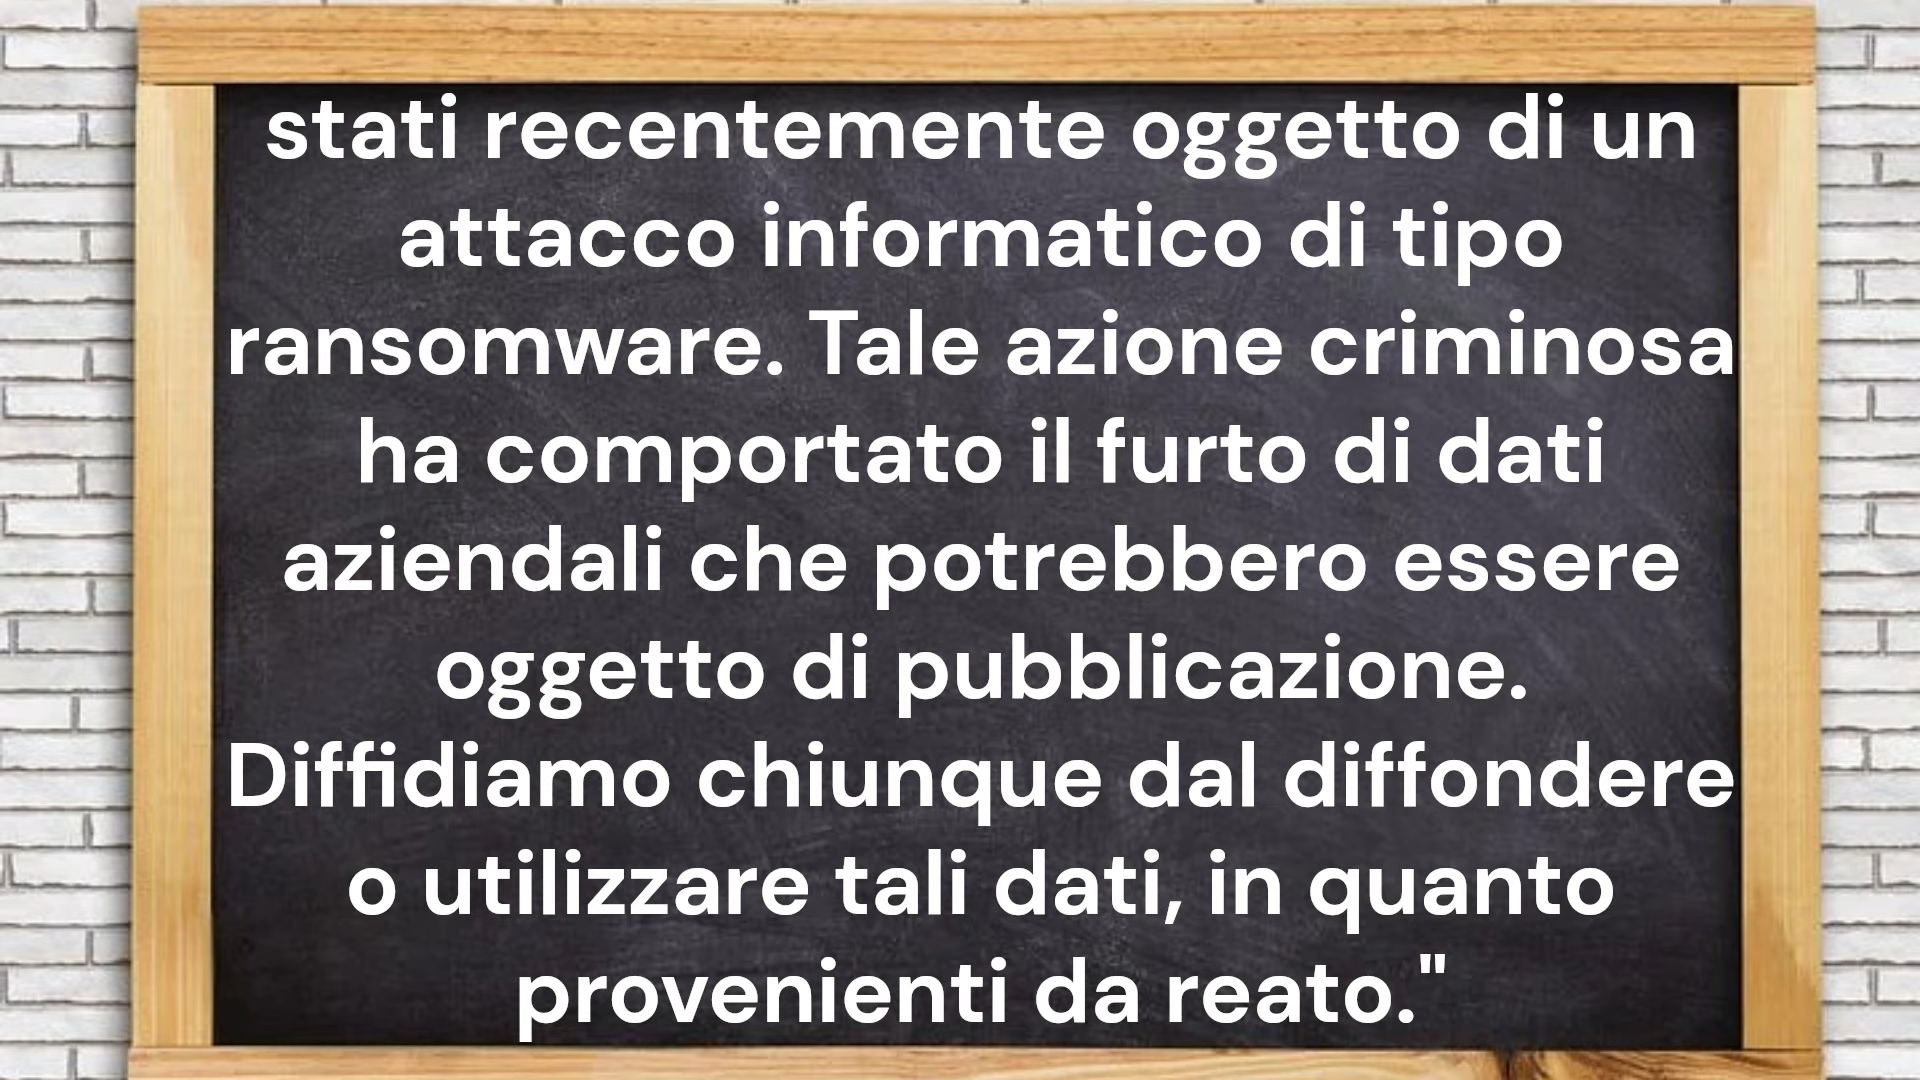 stati recentemente oggetto di un
attacco informatico di tipo
ransomware. Tale azione criminosa
ha comportato il furto di dati
aziendali che potrebbero essere
oggetto di pubblicazione.
Diffidiamo chiunque dal diffondere
o utilizzare tali dati, in quanto
provenienti da reato."